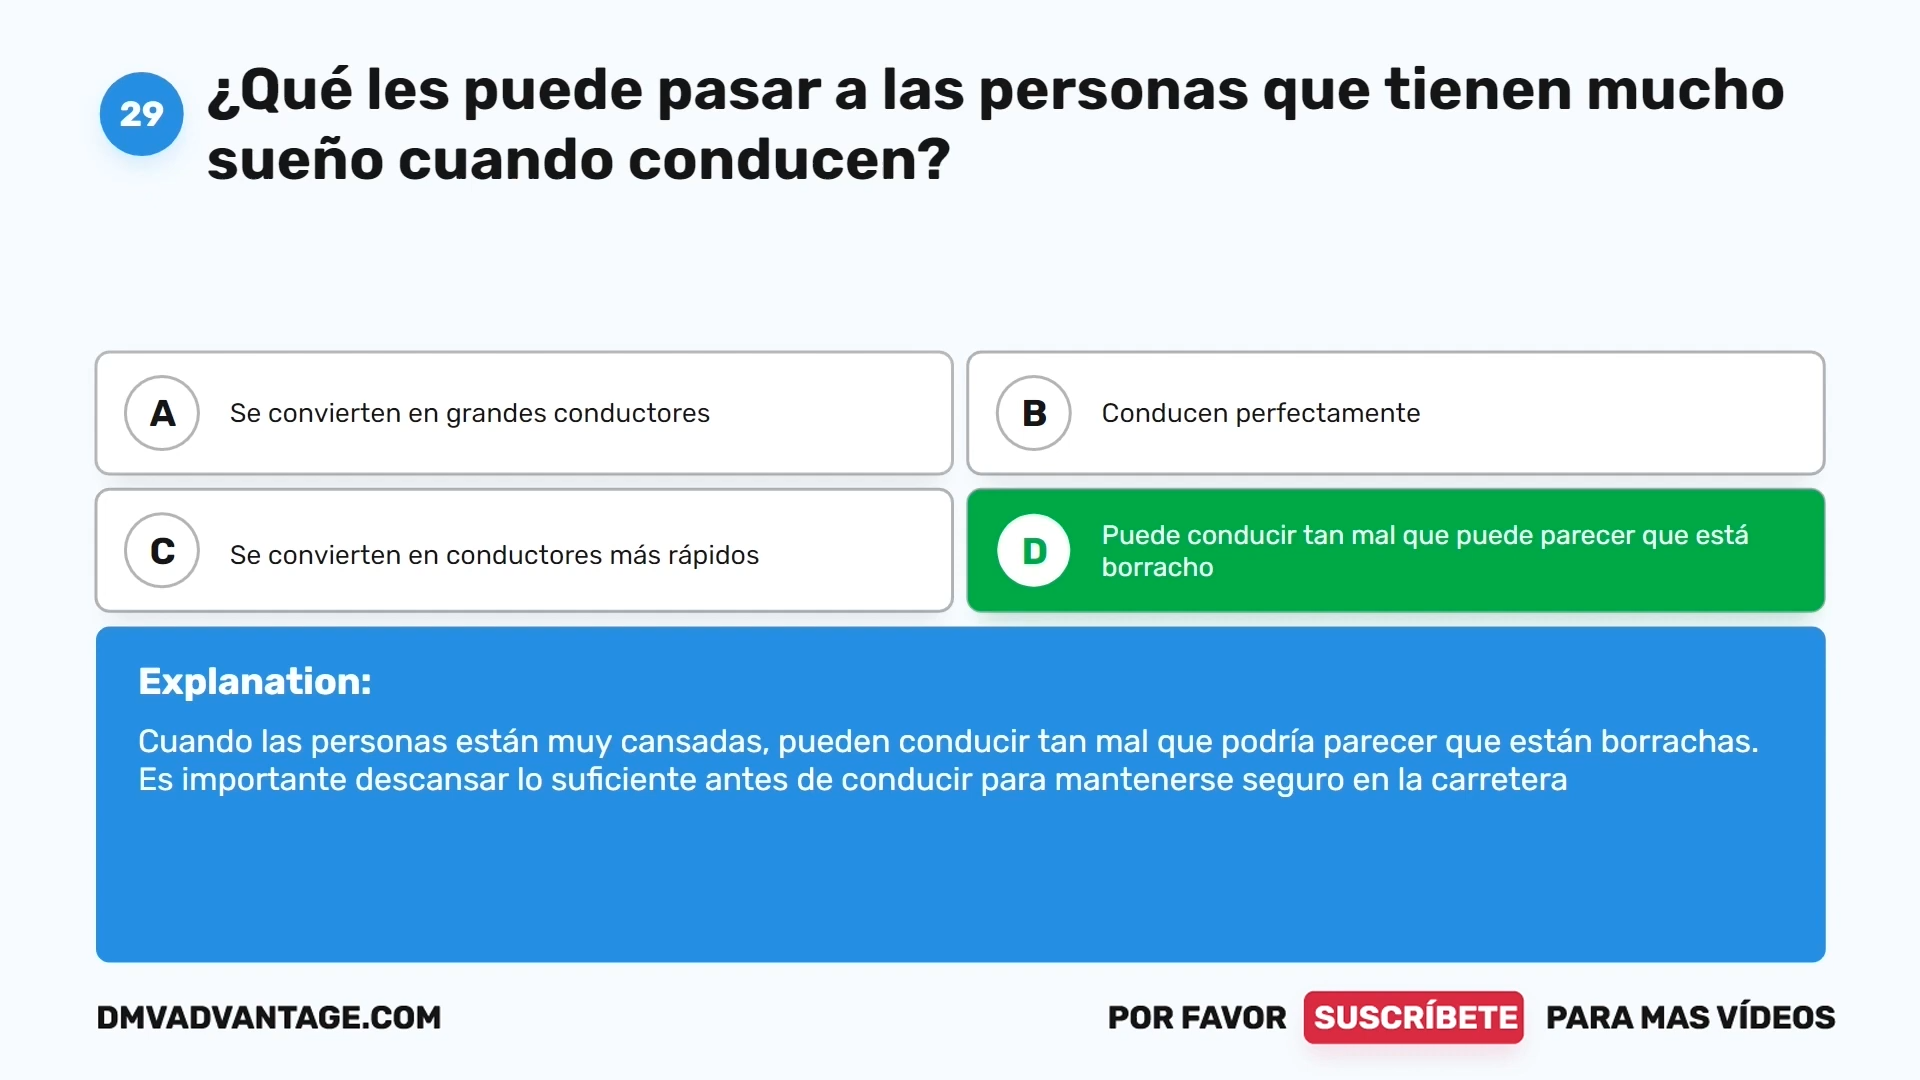 29
¿Qué les puede pasar a las personas que tienen mucho
sueño cuando conducen?
A
Se convierten en grandes conductores
B
Conducen perfectamente
C
Se convierten en conductores más rápidos
D
Puede conducir tan mal que puede parecer que está
borracho
Explanation:
Cuando las personas están muy cansadas, pueden conducir tan mal que podría parecer que están borrachas.
Es importante descansar lo suficiente antes de conducir para mantenerse seguro en la carretera
DMVADVANTAGE.COM
POR FAVOR SUSCRÍBETE PARA MAS VÍDEOS